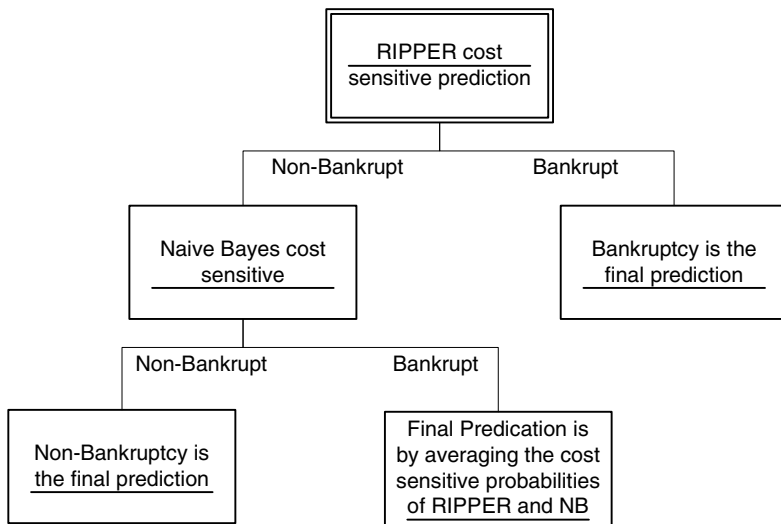 RIPPER cost
sensitive prediction
Non-Bankrupt
Bankrupt
Naive Bayes cost
sensitive
Bankruptcy is the
final prediction
Non-Bankrupt
Bankrupt
Non-Bankruptcy is
the final prediction
Final Predication is
by averaging the cost
sensitive probabilities
of RIPPER and NB